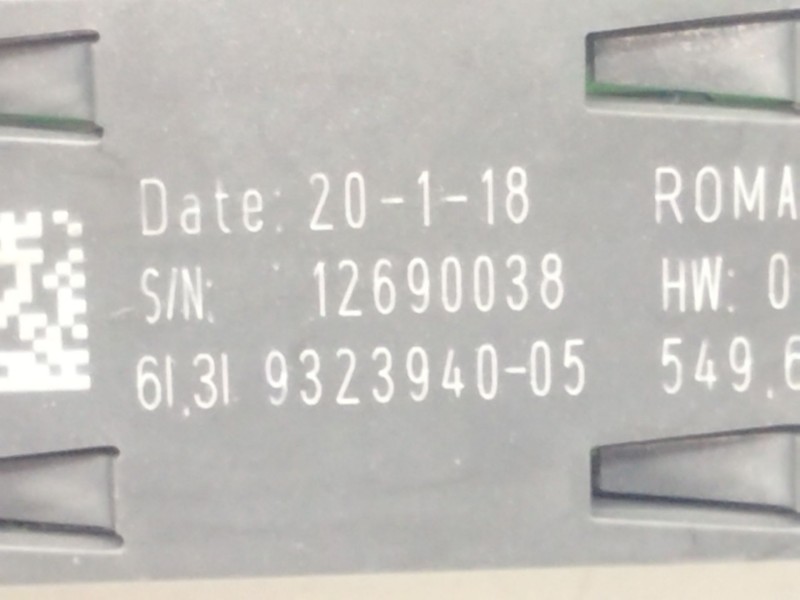 Date: 20-1-18 ROMA
S/N: 12690038 HW: 0
61.31 9323940-05 549.6